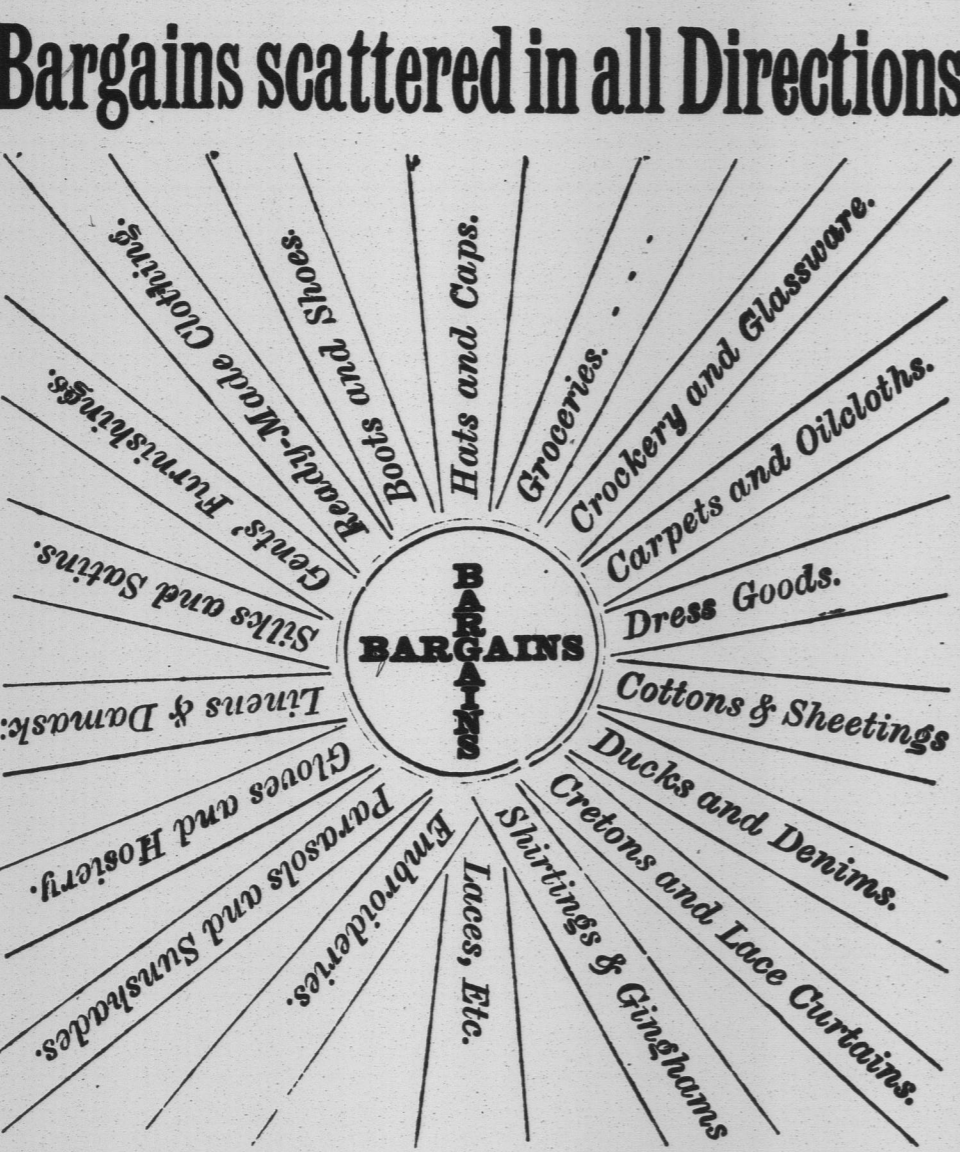 Bargains scattered in all Directions
Hats and Caps.
Groceries. . . .
Crockery and Glassware.
Carpets and Oilcloths.
Dress Goods.
Cottons & Sheetings
Ducks and Denims.
Cretons and Lace Curtains.
Shirtings & Ginghams
Laces, Etc.
Embroideries.
Parasols and Sunshades.
Gloves and Hosiery.
Linens & Damask:
Silks and Satins.
Gents' Furnishings.
Ready-Made Clothing.
Boots and Shoes.
BARGAINS
BARGAINS